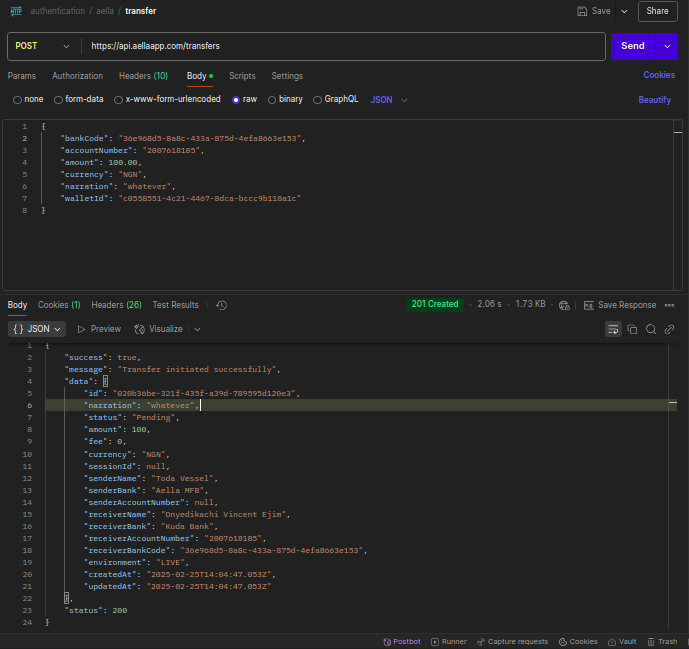 authentication / aella / transfer
Save
Share
POST
https://api.aellaapp.com/transfers
Send
Params Authorization Headers (10) Body Scripts Settings
Cookies
none form-data x-www-form-urlencoded raw binary GraphQL JSON
Beautify
1 {
2 "bankCode": "36e968d5-8a8c-433a-875d-4efa8663e153",
3 "accountNumber": "2007618185",
4 "amount": 100.00,
5 "currency": "NGN",
6 "narration": "whatever",
7 "walletId": "c0558551-4c21-4467-8dca-bccc9b118a1c"
8 }
Body Cookies (1) Headers (26) Test Results
201 Created • 2.06 s • 1.73 KB
Save Response
{} JSON Preview Visualize
1 {
2 "success": true,
3 "message": "Transfer initiated successfully",
4 "data": {
5 "id": "020b36be-321f-435f-a39d-789595d120e3",
6 "narration": "whatever",
7 "status": "Pending",
8 "amount": 100,
9 "fee": 0,
10 "currency": "NGN",
11 "sessionId": null,
12 "senderName": "Toda Vessel",
13 "senderBank": "Aella MFB",
14 "senderAccountNumber": null,
15 "receiverName": "Onyedikachi Vincent Ejim",
16 "receiverBank": "Kuda Bank",
17 "receiverAccountNumber": "2007618185",
18 "receiverBankCode": "36e968d5-8a8c-433a-875d-4efa8663e153",
19 "environment": "LIVE",
20 "createdAt": "2025-02-25T14:04:47.053Z",
21 "updatedAt": "2025-02-25T14:04:47.053Z"
22 },
23 "status": 200
24 }
Postbot Runner Capture requests Cookies Vault Trash